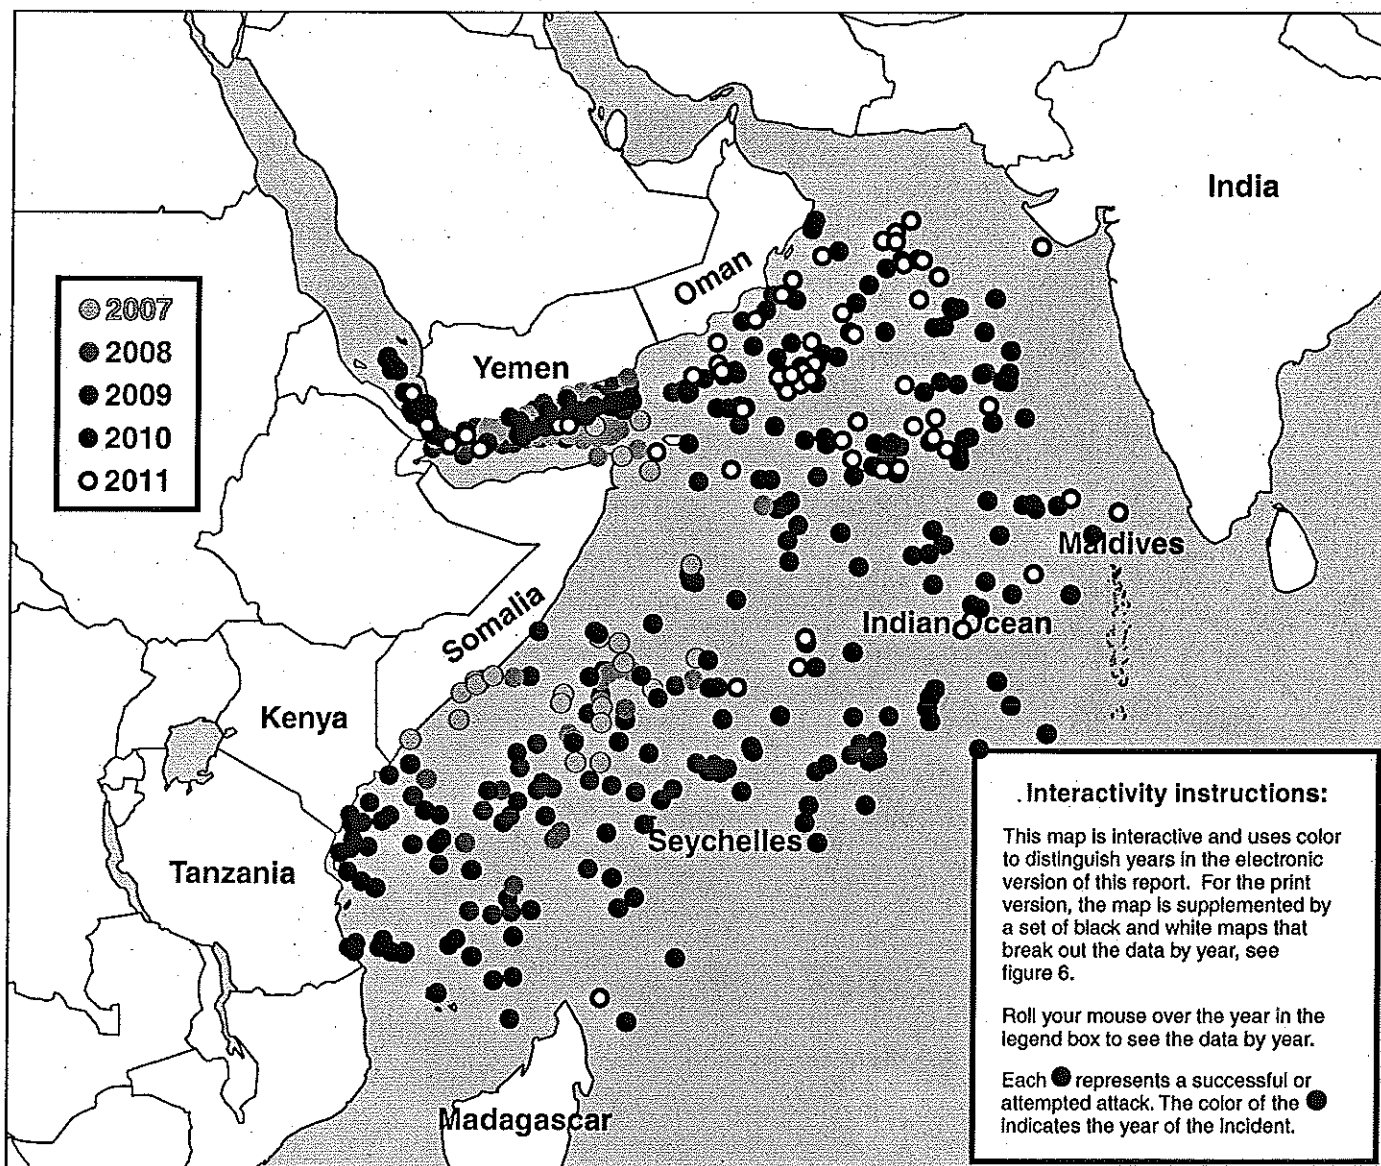 India
Oman
2007
2008
2009
2010
2011
Yemen
Maldives
Indian Ocean
Somalia
Kenya
Seychelles
Tanzania
Madagascar
Interactivity instructions:
This map is interactive and uses color
to distinguish years in the electronic
version of this report. For the print
version, the map is supplemented by
a set of black and white maps that
break out the data by year, see
figure 6.
Roll your mouse over the year in the
legend box to see the data by year.
Each ● represents a successful or
attempted attack. The color of the ●
indicates the year of the incident.